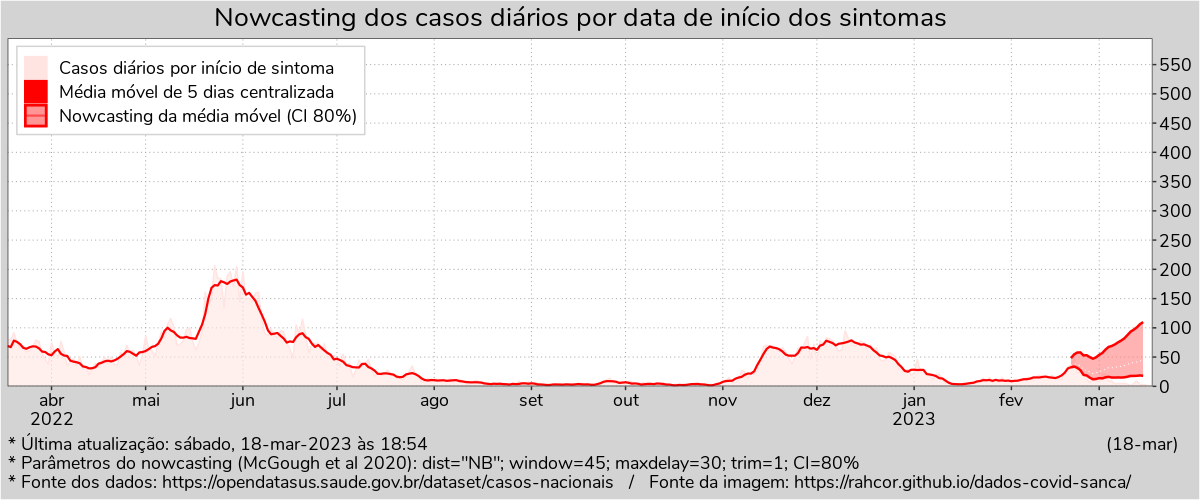 Nowcasting dos casos diários por data de início dos sintomas
Casos diários por início de sintoma
Média móvel de 5 dias centralizada
Nowcasting da média móvel (CI 80%)
550
500
450
400
350
300
250
200
150
100
50
0
abr mai jun jul ago set out nov dez jan fev mar
2022 2023
* Última atualização: sábado, 18-mar-2023 às 18:54 (18-mar)
* Parâmetros do nowcasting (McGough et al 2020): dist="NB"; window=45; maxdelay=30; trim=1; CI=80%
* Fonte dos dados: https://opendatasus.saude.gov.br/dataset/casos-nacionais / Fonte da imagem: https://rahcor.github.io/dados-covid-sanca/